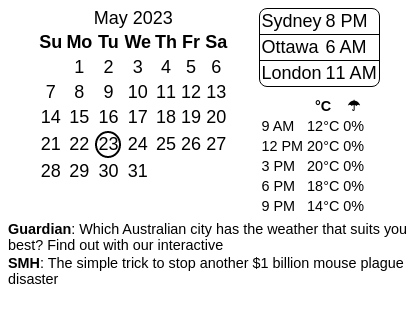 May 2023
Su Mo Tu We Th Fr Sa
1 2 3 4 5 6
7 8 9 10 11 12 13
14 15 16 17 18 19 20
21 22 23 24 25 26 27
28 29 30 31
Sydney 8 PM
Ottawa 6 AM
London 11 AM
°C ☂
9 AM 12°C 0%
12 PM 20°C 0%
3 PM 20°C 0%
6 PM 18°C 0%
9 PM 14°C 0%
Guardian: Which Australian city has the weather that suits you
best? Find out with our interactive
SMH: The simple trick to stop another $1 billion mouse plague
disaster